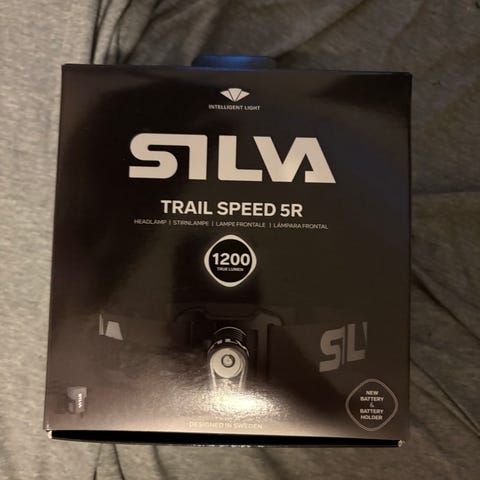 INTELLIGENT LIGHT
SILVA
TRAIL SPEED 5R
HEADLAMP | STIRNLAMPE | LAMPE FRONTALE | LÁMPARA FRONTAL
1200
TRUE LUMEN
SIL
NEW
BATTERY
&
BATTERY
HOLDER
DESIGNED IN SWEDEN